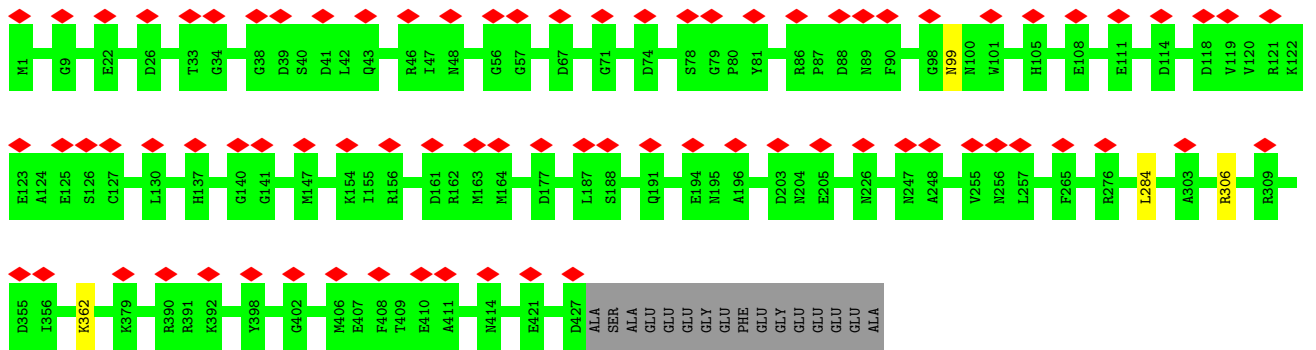 M1 G9 E22 D26 T33 G34 G38 D39 S40 D41 L42 Q43 R46 I47 N48 G56 G57 D67 G71 D74 S78 G79 P80 Y81 R86 P87 D88 N89 F90 G98 N99 N100 W101 H105 E108 E111 D114 D118 V119 V120 R121 K122
E123 A124 E125 S126 C127 L130 H137 G140 G141 M147 K154 I155 R156 D161 R162 M163 M164 D177 L187 S188 Q191 E194 N195 A196 D203 N204 E205 N226 N247 A248 V255 N256 L257 F265 R276 L284 A303 R306 R309
D355 I356 K362 K379 R390 R391 K392 Y398 G402 M406 E407 F408 T409 E410 A411 N414 E421 D427 ALA SER ALA GLU GLU GLU GLY GLU PHE GLU GLY GLU GLU GLU GLU ALA